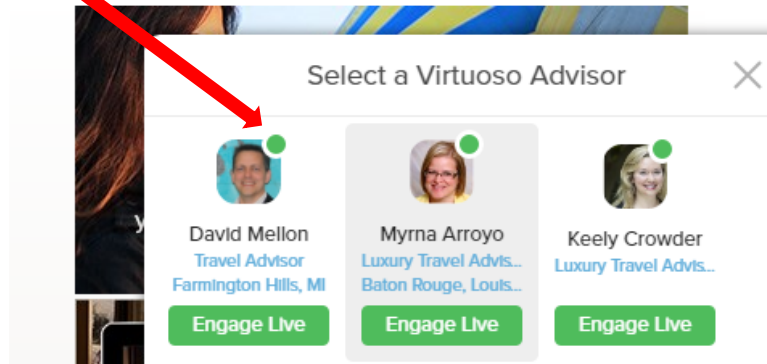 Select a Virtuoso Advisor
y
David Mellon
Travel Advisor
Farmington Hills, MI
Engage Live
Myrna Arroyo
Luxury Travel Advis...
Baton Rouge, Louis...
Engage Live
Keely Crowder
Luxury Travel Advis...
Engage Live